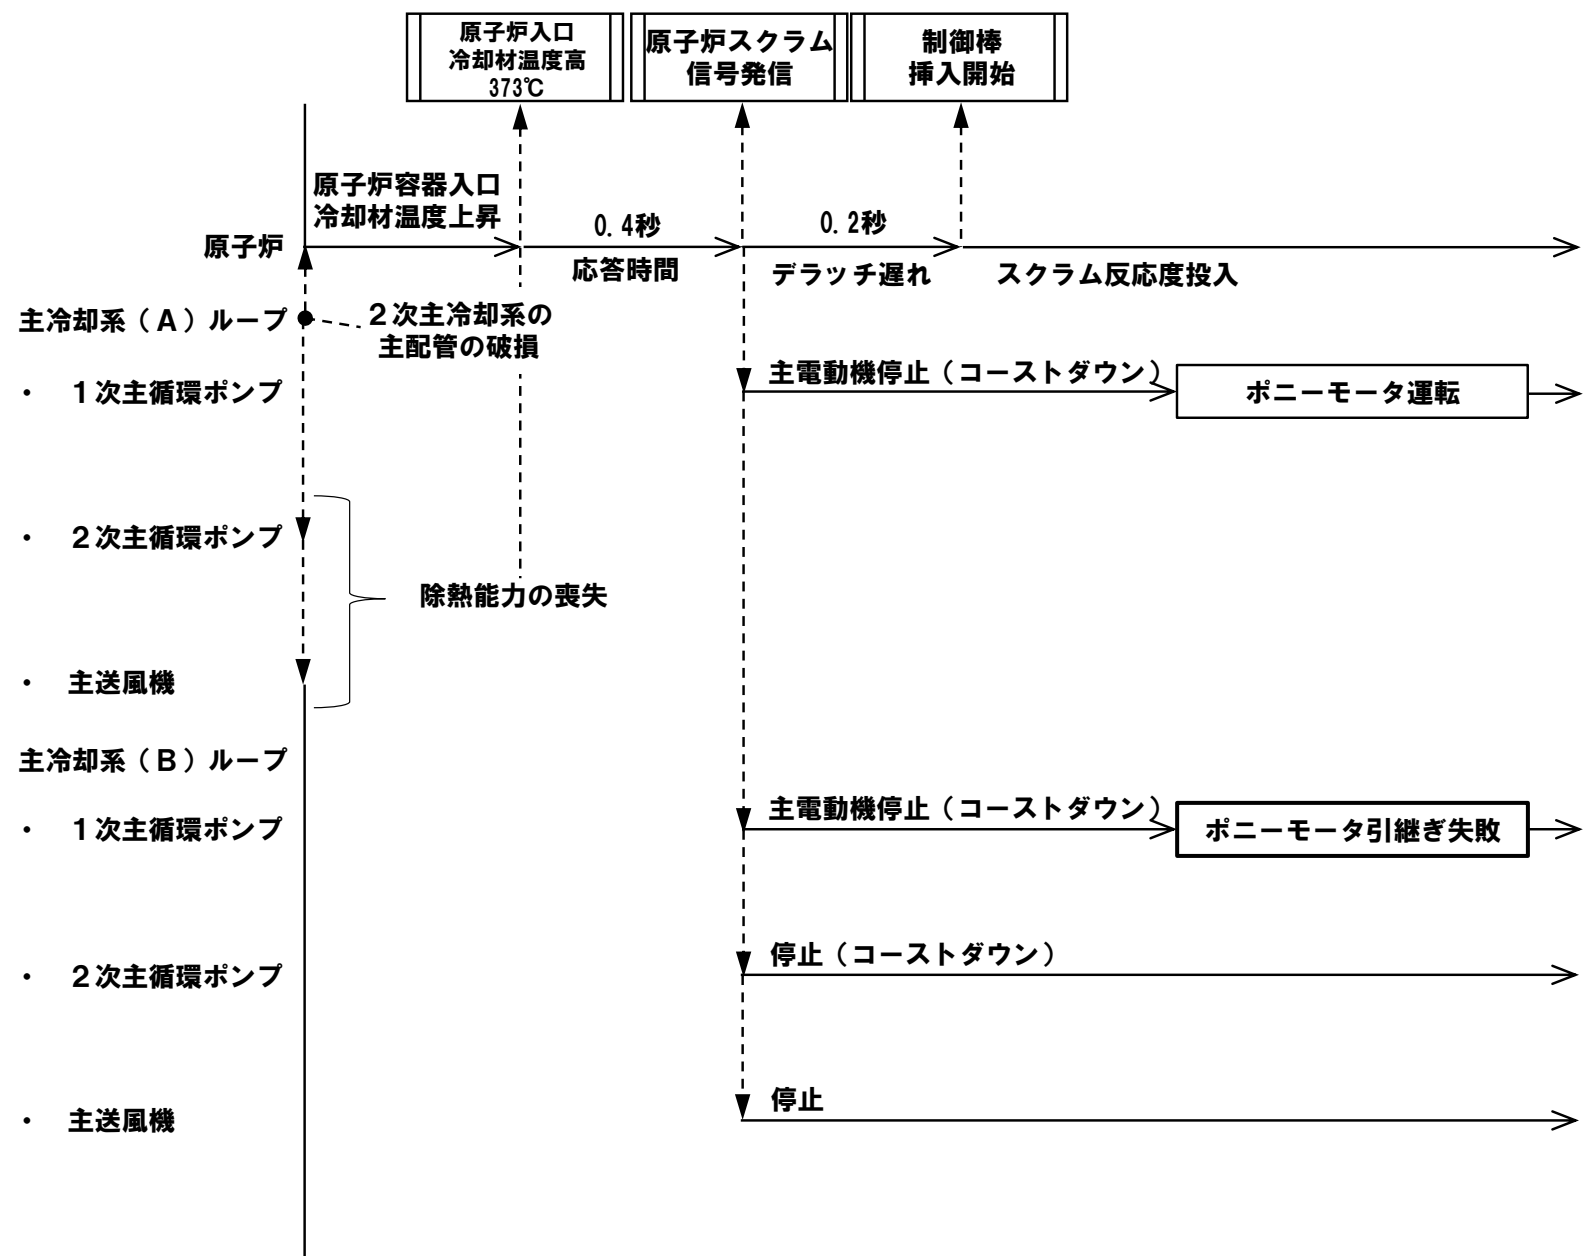 原子炉入口
冷却材温度高
373℃
原子炉スクラム
信号発信
制御棒
挿入開始
原子炉容器入口
冷却材温度上昇
0.4秒
0.2秒
原子炉
応答時間
デラッチ遅れ
スクラム反応度投入
主冷却系（A）ループ
２次主冷却系の
主配管の破損
・ １次主循環ポンプ
主電動機停止（コーストダウン）
ポニーモータ運転
・ ２次主循環ポンプ
除熱能力の喪失
・ 主送風機
主冷却系（B）ループ
・ １次主循環ポンプ
主電動機停止（コーストダウン）
ポニーモータ引継ぎ失敗
・ ２次主循環ポンプ
停止（コーストダウン）
・ 主送風機
停止